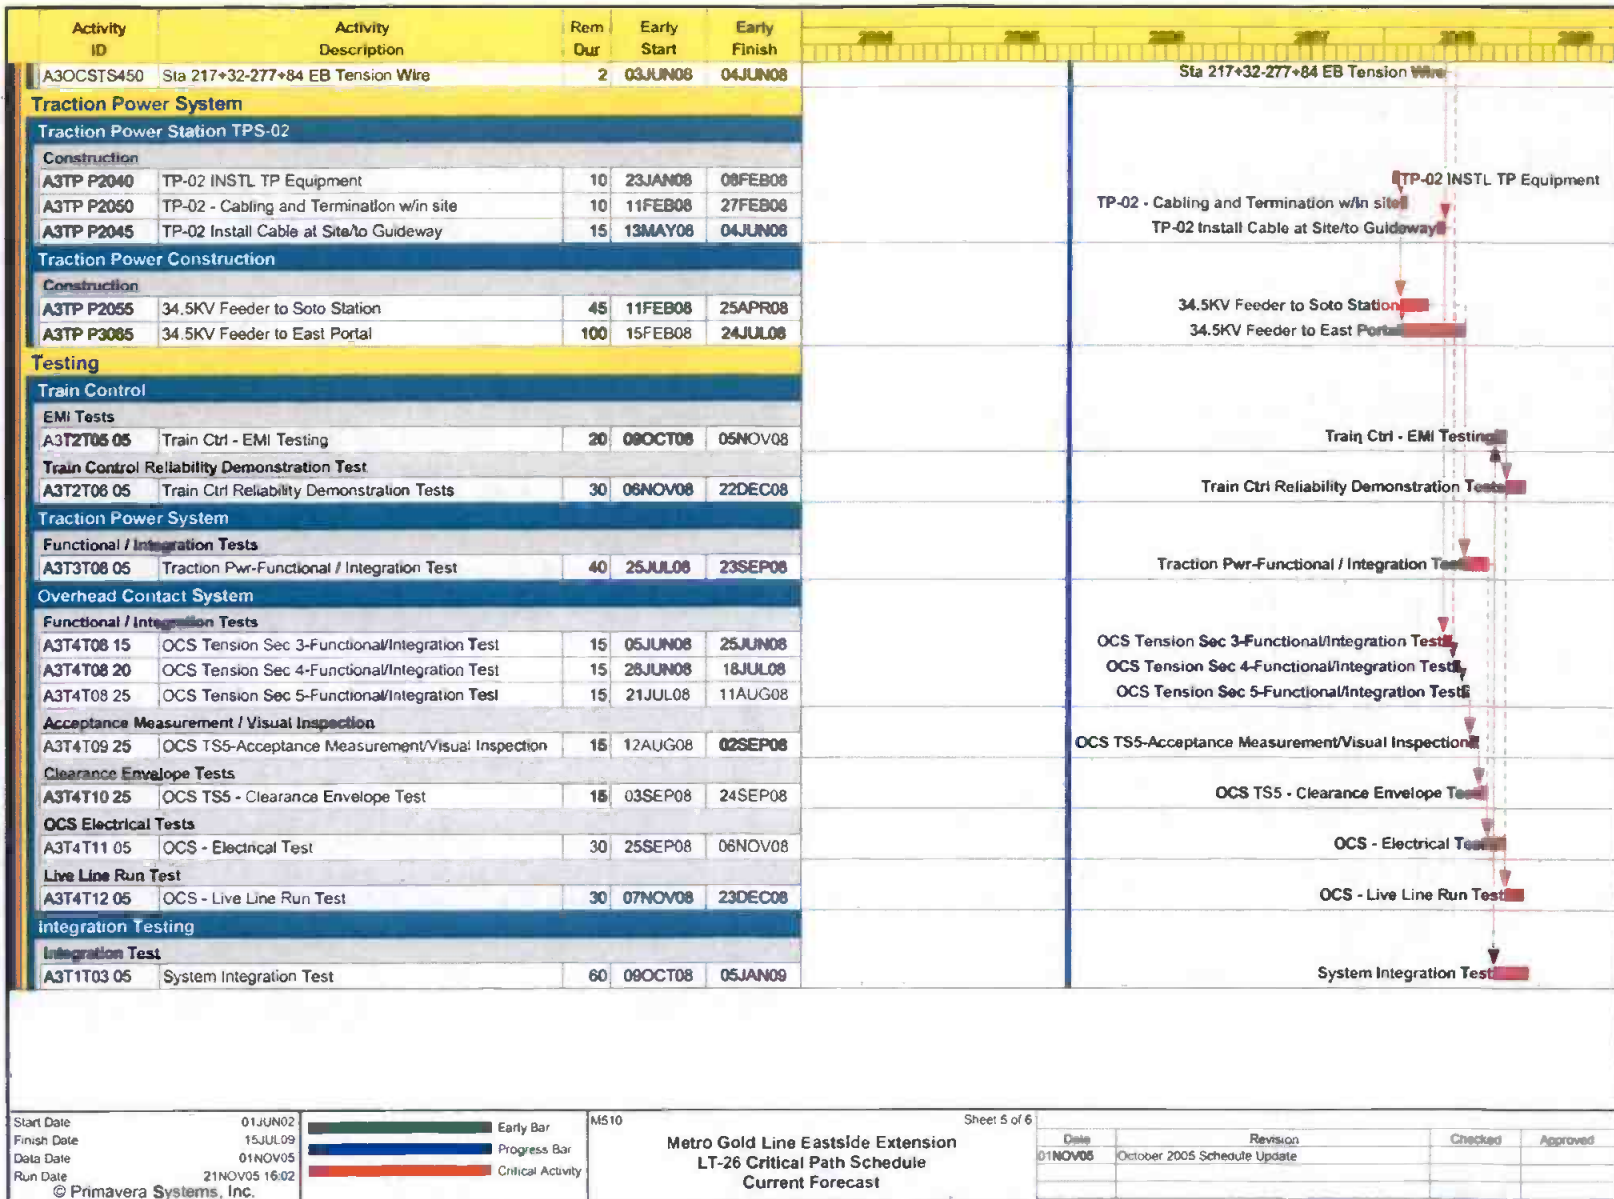 Activity ID Activity Description Rem Dur Early Start Early Finish 2004 2005 2006 2007 2008 2009
A3OCSTS450 Sta 217+32-277+84 EB Tension Wire 2 03JUN08 04JUN08 Sta 217+32-277+84 EB Tension Wire
Traction Power System
Traction Power Station TPS-02
Construction
A3TP P2040 TP-02 INSTL TP Equipment 10 23JAN08 08FEB08 TP-02 INSTL TP Equipment
A3TP P2050 TP-02 - Cabling and Termination w/in site 10 11FEB08 27FEB08 TP-02 - Cabling and Termination w/in site
A3TP P2045 TP-02 Install Cable at Site/to Guideway 15 13MAY08 04JUN08 TP-02 Install Cable at Site/to Guideway
Traction Power Construction
Construction
A3TP P2055 34.5KV Feeder to Soto Station 45 11FEB08 25APR08 34.5KV Feeder to Soto Station
A3TP P3085 34.5KV Feeder to East Portal 100 15FEB08 24JUL08 34.5KV Feeder to East Portal
Testing
Train Control
EMI Tests
A3T2T05 05 Train Ctrl - EMI Testing 20 09OCT08 05NOV08 Train Ctrl - EMI Testing
Train Control Reliability Demonstration Test
A3T2T06 05 Train Ctrl Reliability Demonstration Tests 30 06NOV08 22DEC08 Train Ctrl Reliability Demonstration Tests
Traction Power System
Functional / Integration Tests
A3T3T08 05 Traction Pwr-Functional / Integration Test 40 25JUL08 23SEP08 Traction Pwr-Functional / Integration Test
Overhead Contact System
Functional / Integration Tests
A3T4T08 15 OCS Tension Sec 3-Functional/Integration Test 15 05JUN08 25JUN08 OCS Tension Sec 3-Functional/Integration Test
A3T4T08 20 OCS Tension Sec 4-Functional/Integration Test 15 26JUN08 18JUL08 OCS Tension Sec 4-Functional/Integration Test
A3T4T08 25 OCS Tension Sec 5-Functional/Integration Test 15 21JUL08 11AUG08 OCS Tension Sec 5-Functional/Integration Test
Acceptance Measurement / Visual Inspection
A3T4T09 25 OCS TS5-Acceptance Measurement/Visual Inspection 15 12AUG08 02SEP08 OCS TS5-Acceptance Measurement/Visual Inspection
Clearance Envelope Tests
A3T4T10 25 OCS TS5 - Clearance Envelope Test 15 03SEP08 24SEP08 OCS TS5 - Clearance Envelope Test
OCS Electrical Tests
A3T4T11 05 OCS - Electrical Test 30 25SEP08 06NOV08 OCS - Electrical Test
Live Line Run Test
A3T4T12 05 OCS - Live Line Run Test 30 07NOV08 23DEC08 OCS - Live Line Run Test
Integration Testing
Integration Test
A3T1T03 05 System Integration Test 60 09OCT08 05JAN09 System Integration Test
Start Date 01JUN02
Finish Date 15JUL09
Data Date 01NOV05
Run Date 21NOV05 16:02
© Primavera Systems, Inc.
Early Bar
Progress Bar
Critical Activity
M510
Sheet 5 of 6
Metro Gold Line Eastside Extension
LT-26 Critical Path Schedule
Current Forecast
Date Revision Checked Approved
01NOV05 October 2005 Schedule Update